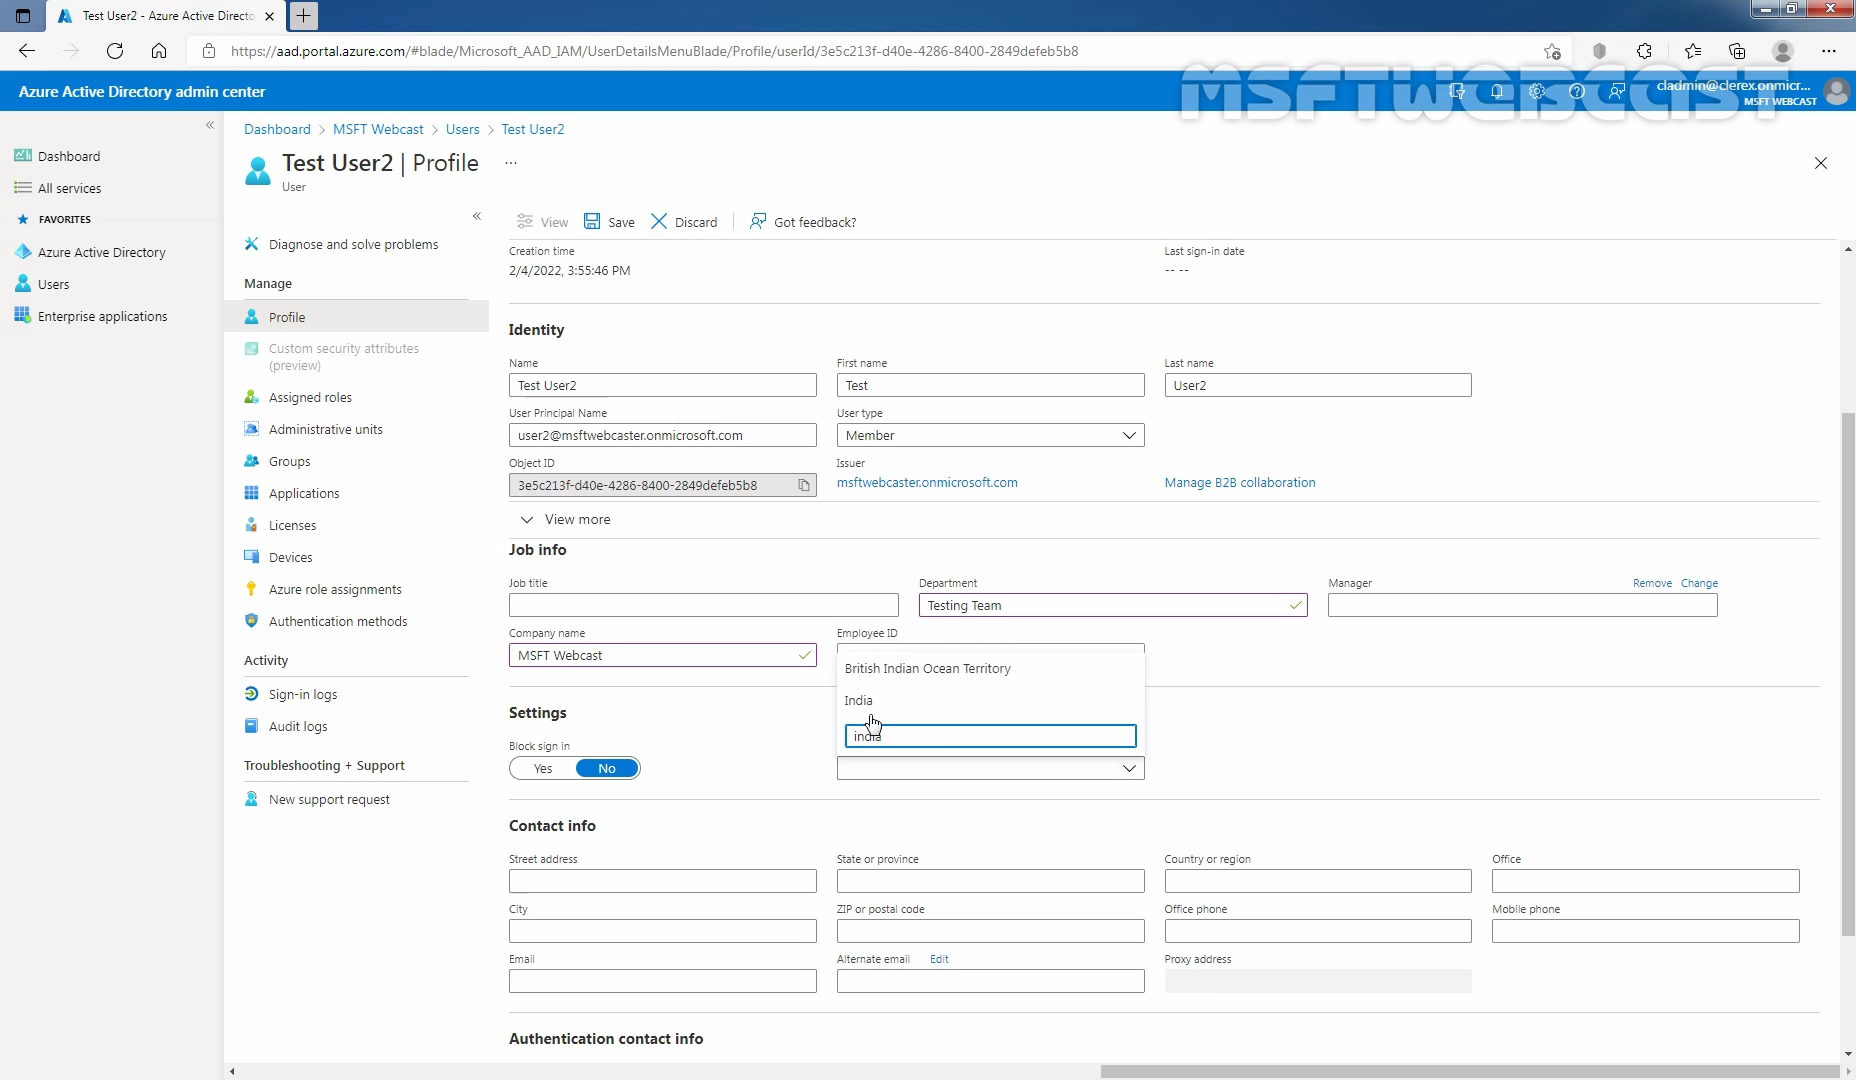 Test User2 - Azure Active Directo
https://aad.portal.azure.com/#blade/Microsoft_AAD_IAM/UserDetailsMenuBlade/Profile/userId/3e5c213f-d40e-4286-8400-2849defeb5b8
MSFTWEBCAST
Azure Active Directory admin center
cladmin@clerex.onmicr...
MSFT WEBCAST
Dashboard > MSFT Webcast > Users > Test User2
Test User2 | Profile ...
User
Dashboard
All services
FAVORITES
Azure Active Directory
Users
Enterprise applications
Diagnose and solve problems
Manage
Profile
Custom security attributes
(preview)
Assigned roles
Administrative units
Groups
Applications
Licenses
Devices
Azure role assignments
Authentication methods
Activity
Sign-in logs
Audit logs
Troubleshooting + Support
New support request
View Save Discard Got feedback?
Creation time Last sign-in date
2/4/2022, 3:55:46 PM -- --
Identity
Name First name Last name
Test User2 Test User2
User Principal Name User type
user2@msftwebcaster.onmicrosoft.com Member
Object ID Issuer
3e5c213f-d40e-4286-8400-2849defeb5b8 msftwebcaster.onmicrosoft.com Manage B2B collaboration
View more
Job info
Job title Department Manager Remove Change
Testing Team
Company name Employee ID
MSFT Webcast
British Indian Ocean Territory
India
india
Settings
Block sign in
Yes No
Contact info
Street address State or province Country or region Office
City ZIP or postal code Office phone Mobile phone
Email Alternate email Edit Proxy address
Authentication contact info